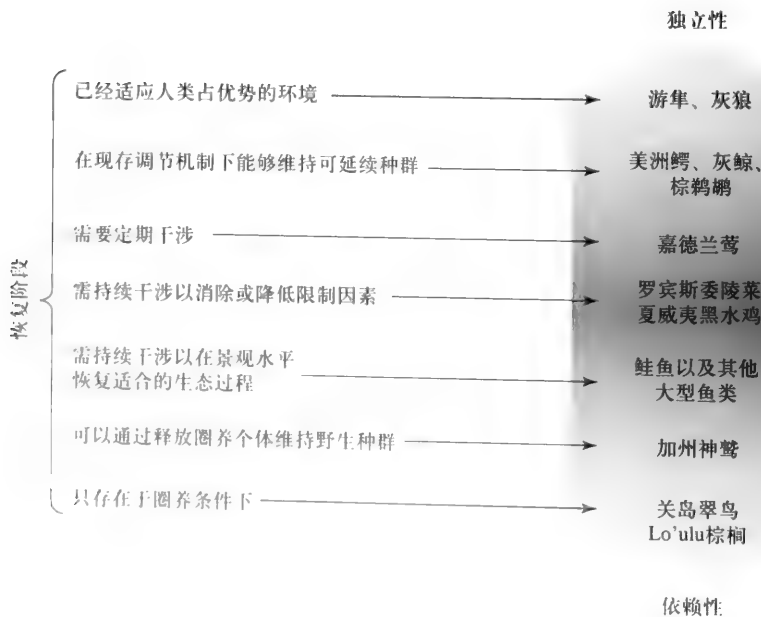 独立性
已经适应人类占优势的环境
游隼、灰狼
在现存调节机制下能够维持可延续种群
美洲鳄、灰鲸、
棕鹈鹕
需要定期干涉
嘉德兰莺
恢复阶段
需持续干涉以消除或降低限制因素
罗宾斯委陵菜
夏威夷黑水鸡
需持续干涉以在景观水平
恢复适合的生态过程
鲑鱼以及其他
大型鱼类
可以通过释放圈养个体维持野生种群
加州神鹫
只存在于圈养条件下
关岛翠鸟
Lo'ulu棕榈
依赖性